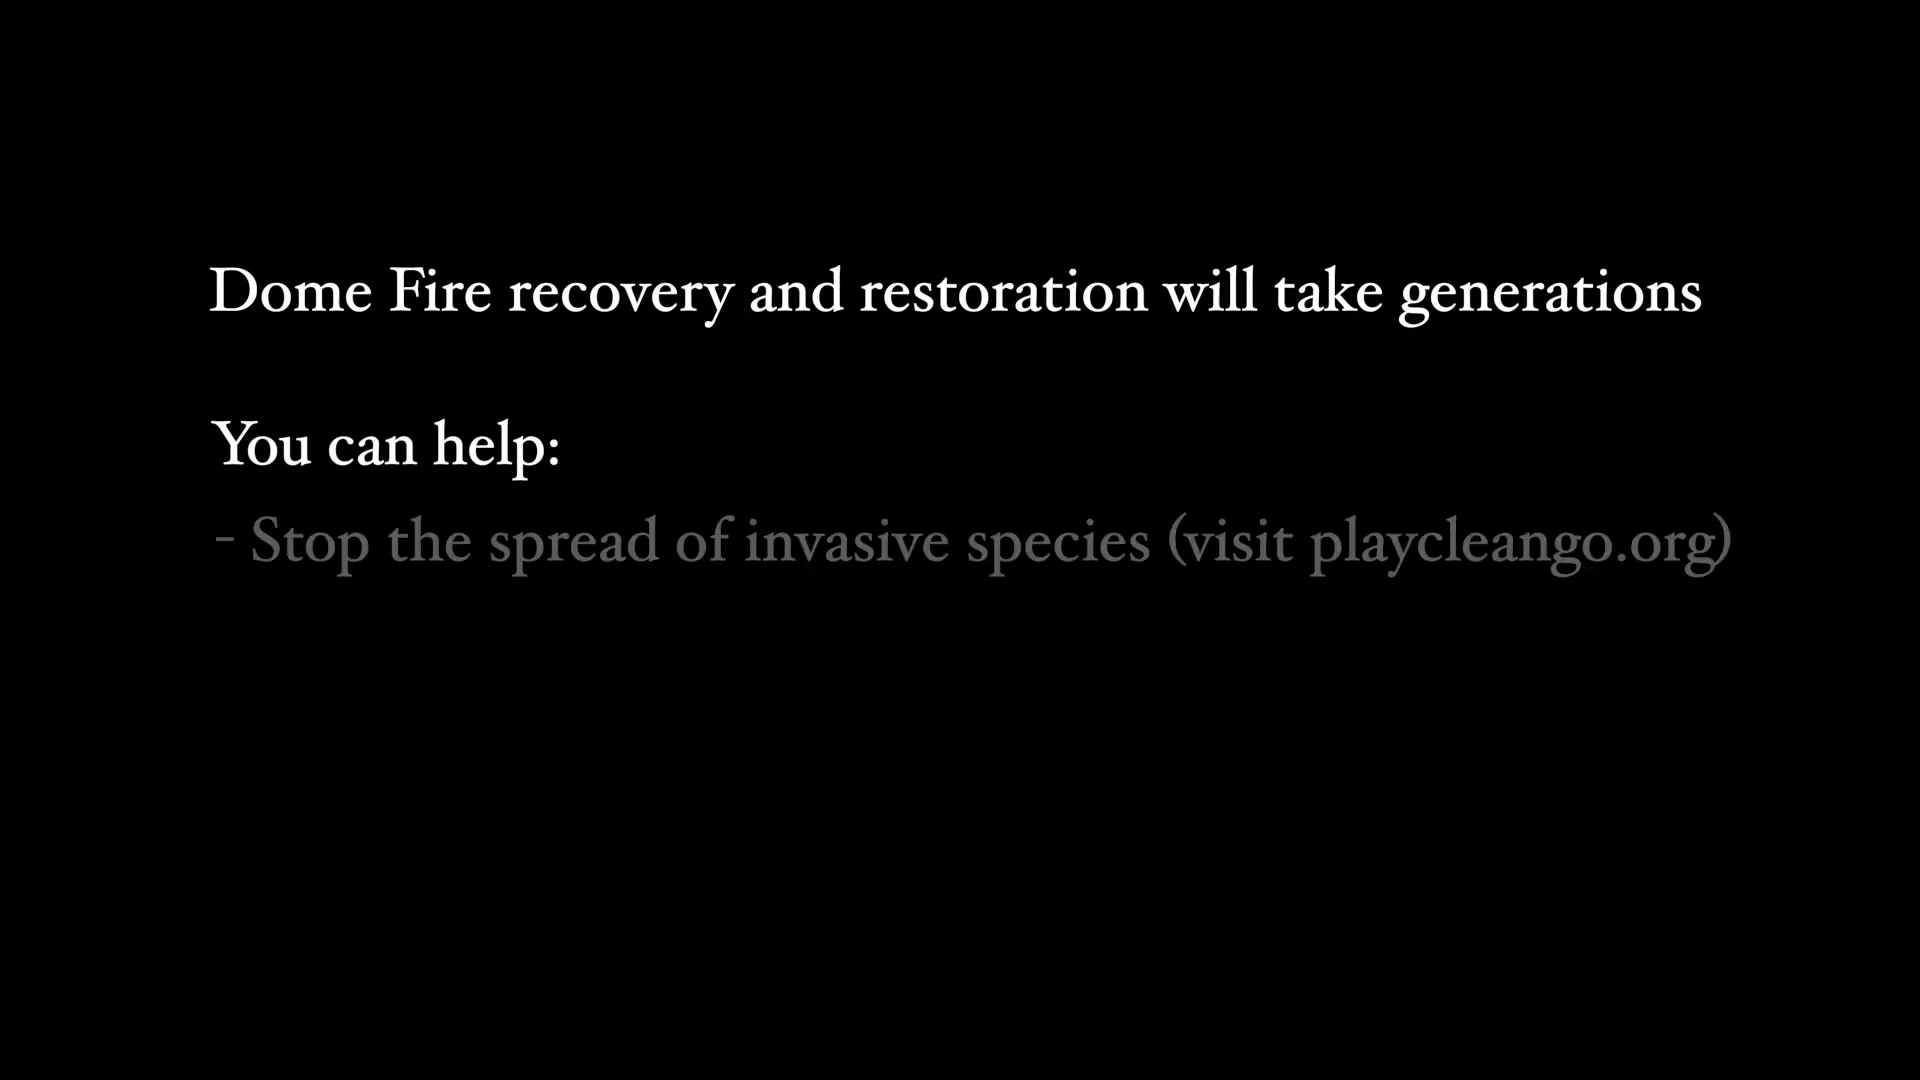 Dome Fire recovery and restoration will take generations
You can help:
- Stop the spread of invasive species (visit playcleango.org)